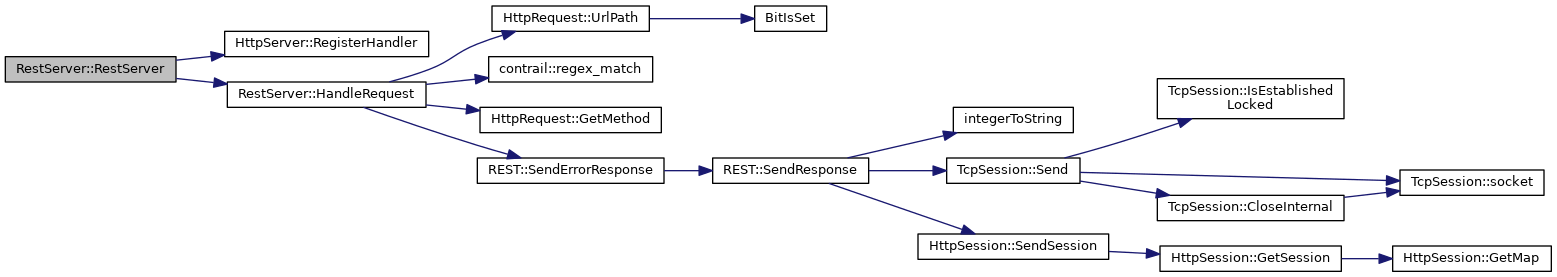 RestServer::RestServer
HttpServer::RegisterHandler
RestServer::HandleRequest
HttpRequest::UrlPath
BitIsSet
contrail::regex_match
HttpRequest::GetMethod
REST::SendErrorResponse
REST::SendResponse
integerToString
TcpSession::Send
HttpSession::SendSession
TcpSession::IsEstablished
Locked
TcpSession::CloseInternal
TcpSession::socket
HttpSession::GetSession
HttpSession::GetMap